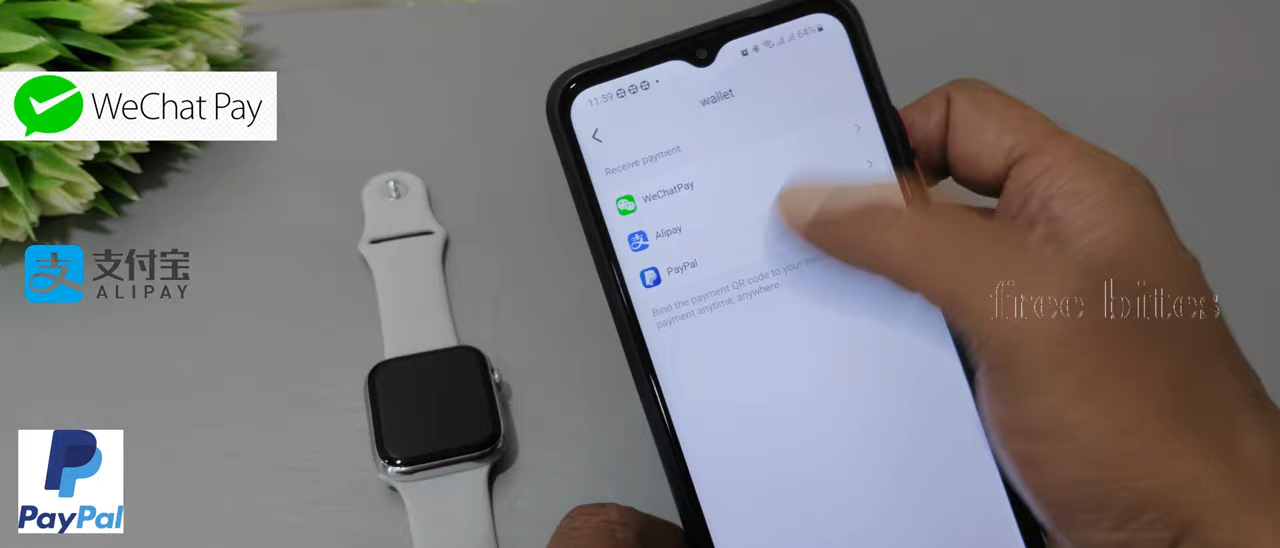 WeChat Pay
支付宝
ALIPAY
PayPal
11:59
64%
wallet
Receive payment
WeChatPay
Alipay
PayPal
Bind the payment QR code to your
payment anytime, anywhere
free bites